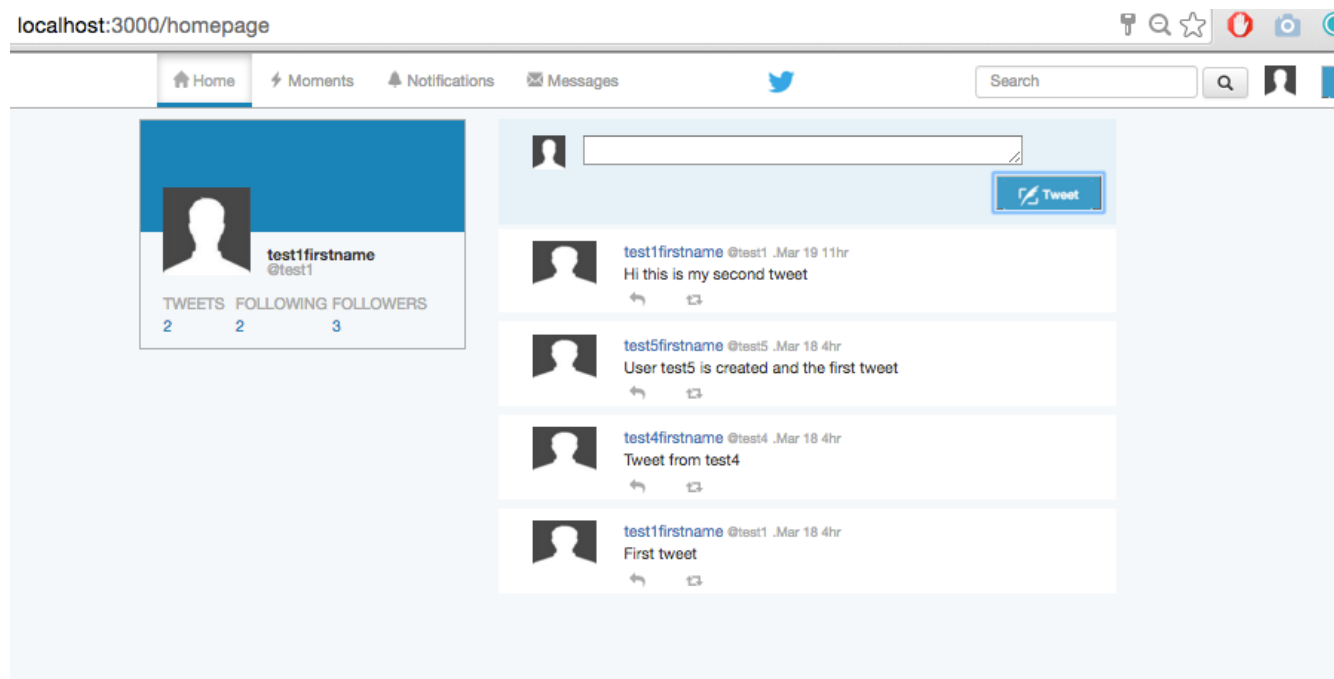 localhost:3000/homepage
Home Moments Notifications Messages Search
Tweet
test1firstname
@test1
TWEETS FOLLOWING FOLLOWERS
2 2 3
test1firstname @test1 .Mar 19 11hr
Hi this is my second tweet
test5firstname @test5 .Mar 18 4hr
User test5 is created and the first tweet
test4firstname @test4 .Mar 18 4hr
Tweet from test4
test1firstname @test1 .Mar 18 4hr
First tweet